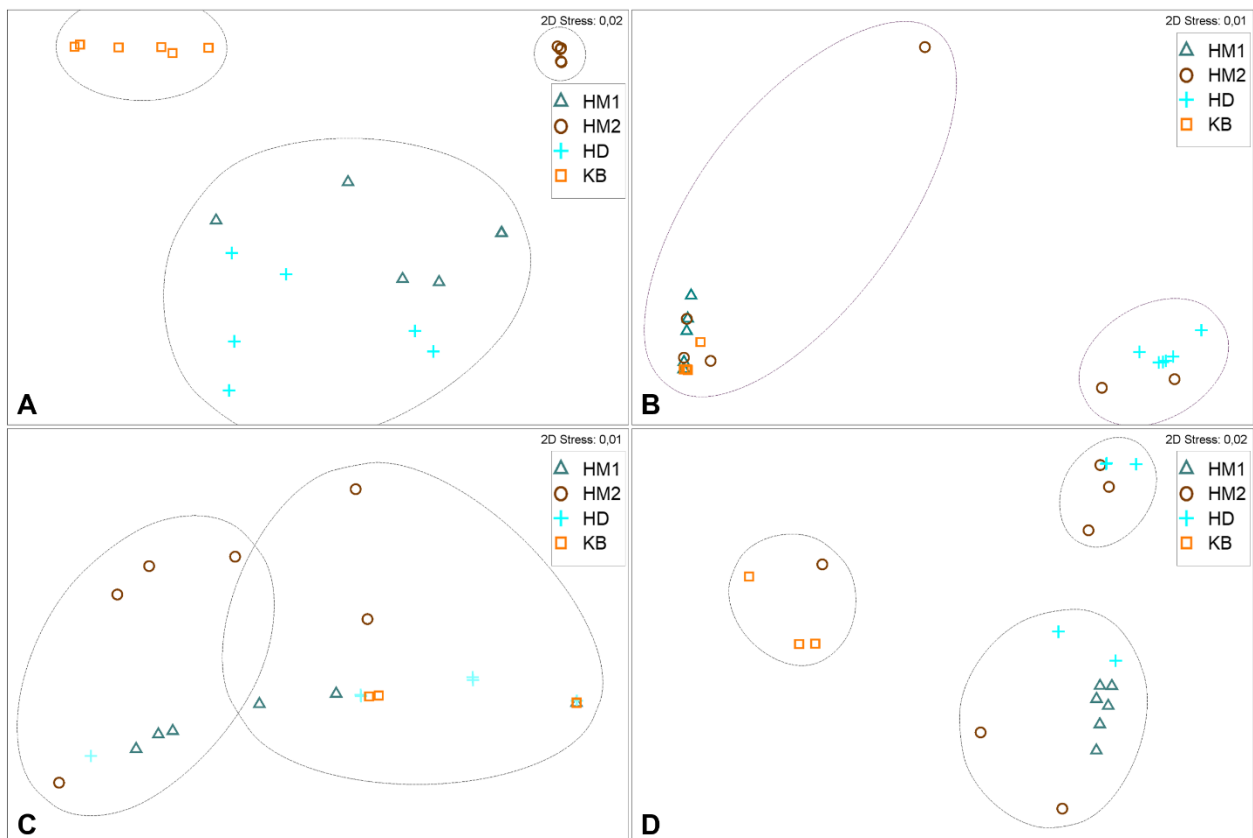 2D Stress: 0,02
HM1
HM2
HD
KB
A
2D Stress: 0,01
HM1
HM2
HD
KB
B
2D Stress: 0,01
HM1
HM2
HD
KB
C
2D Stress: 0,02
HM1
HM2
HD
KB
D